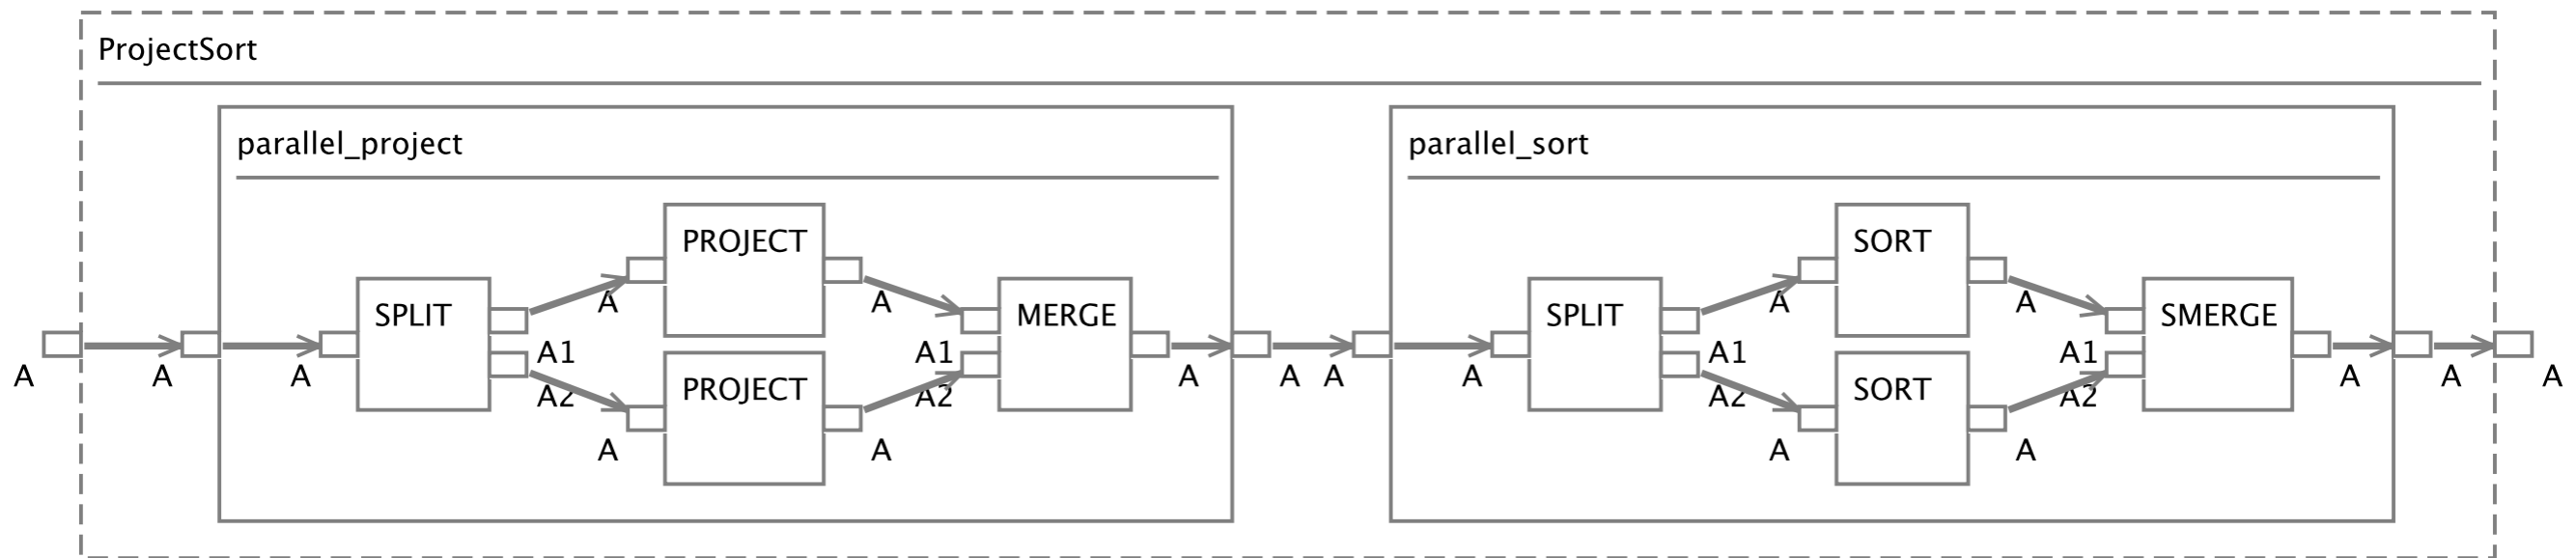 ProjectSort
parallel_project
parallel_sort
PROJECT
SORT
SPLIT
A
A
MERGE
SPLIT
A
A
SMERGE
A
A
A
A1
A1
A
A
A
A
A1
A1
A
A
A
A2
A2
A2
A2
PROJECT
SORT
A
A
A
A